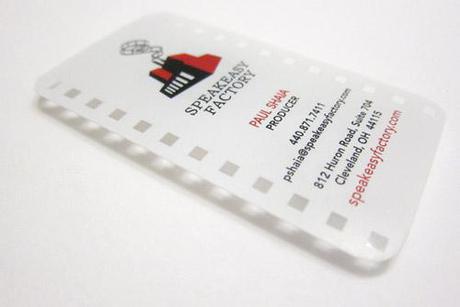 SPEAKEASY
FACTORY
PAUL SHAIA
PRODUCER
440.871.7411
pshaia@speakeasyfactory.com
812 Huron Road, Suite 704
Cleveland, OH 44115
speakeasyfactory.com